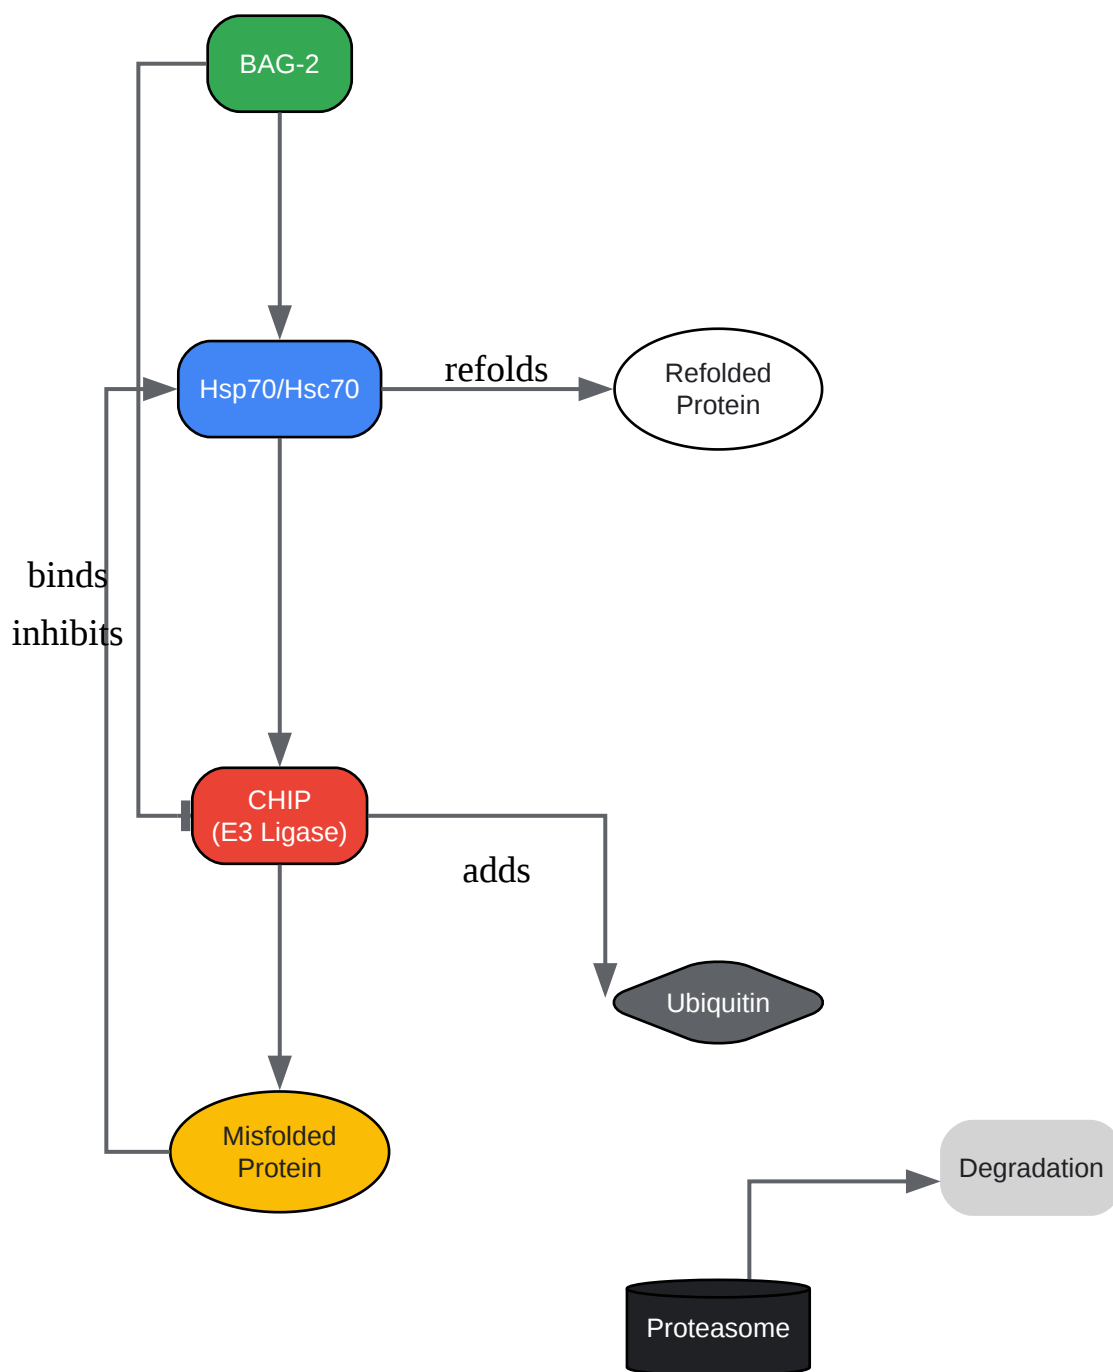 BAG-2
Hsp70/Hsc70
refolds
Refolded
Protein
binds
inhibits
CHIP
(E3 Ligase)
adds
Ubiquitin
Misfolded
Protein
Degradation
Proteasome